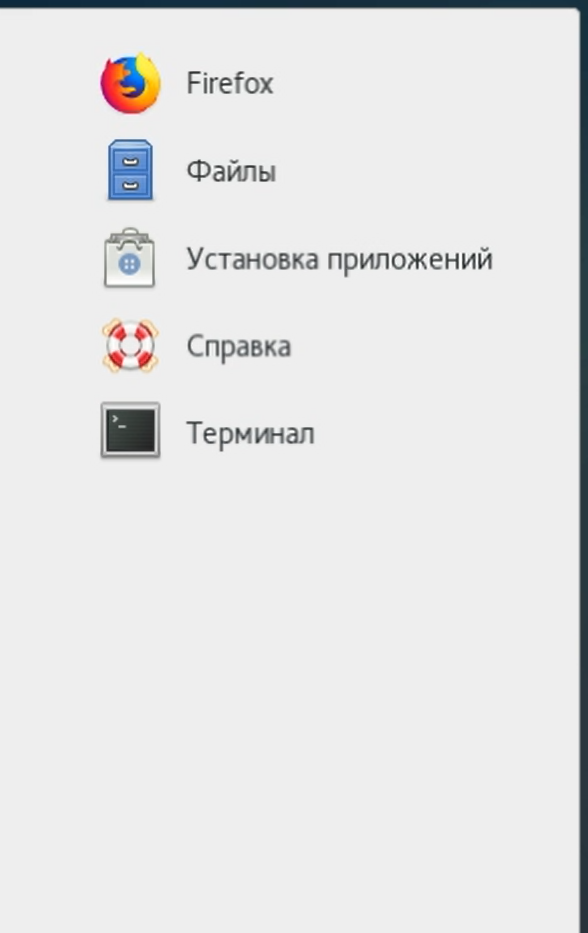 Firefox
Файлы
Установка приложений
Справка
Терминал